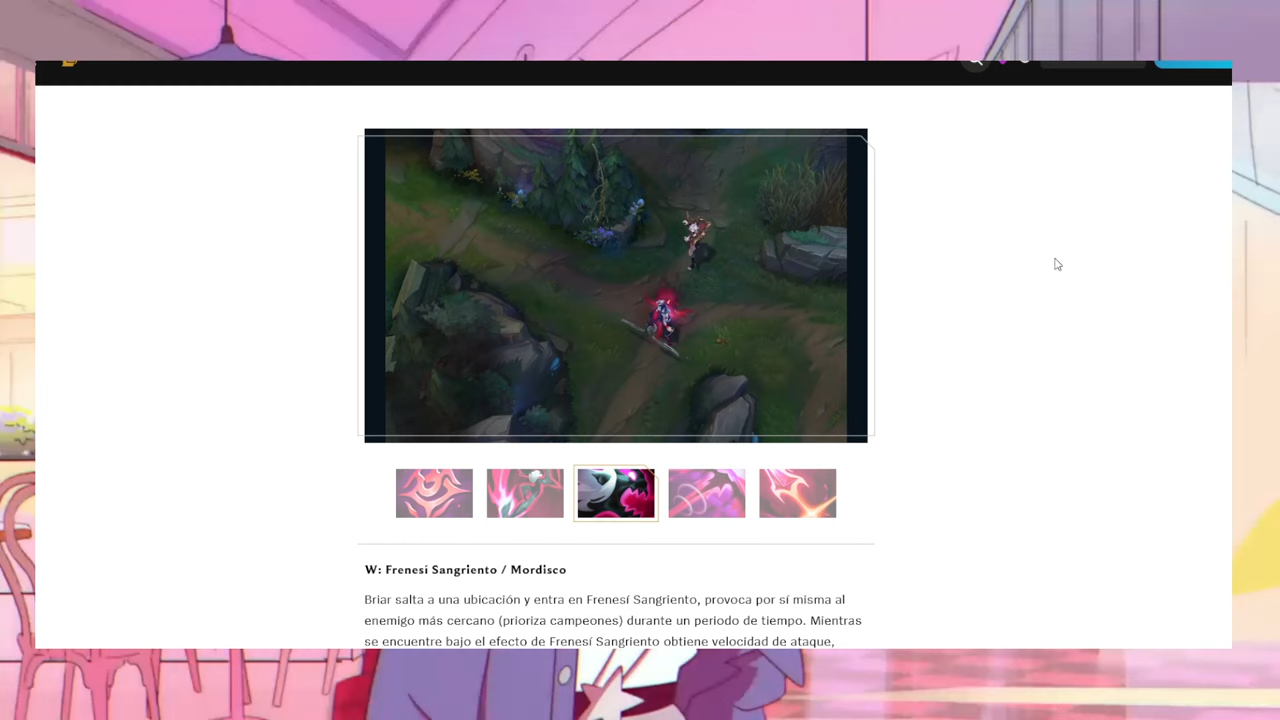 W: Frenesí Sangriento / Mordisco
Briar salta a una ubicación y entra en Frenesí Sangriento, provoca por sí misma al
enemigo más cercano (prioriza campeones) durante un periodo de tiempo. Mientras
se encuentre bajo el efecto de Frenesí Sangriento obtiene velocidad de ataque,